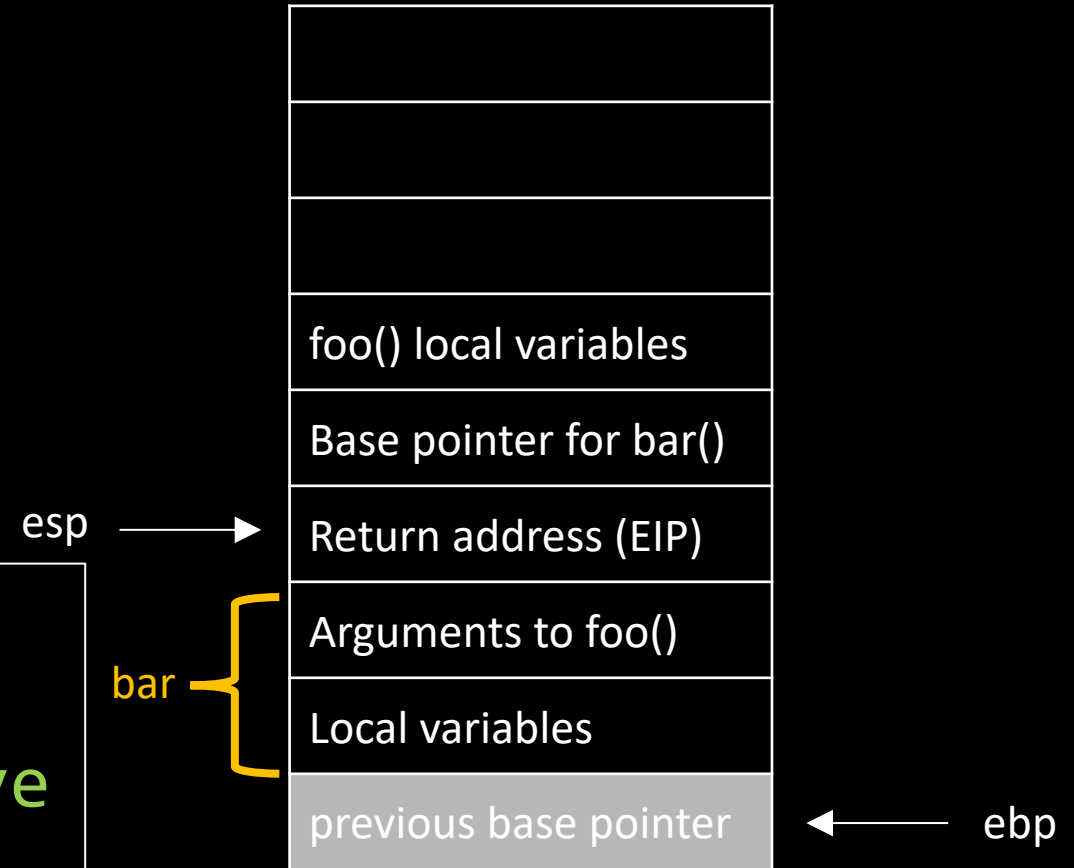 foo() local variables
Base pointer for bar()
esp
Return address (EIP)
Arguments to foo()
bar
Local variables
previous base pointer
ebp